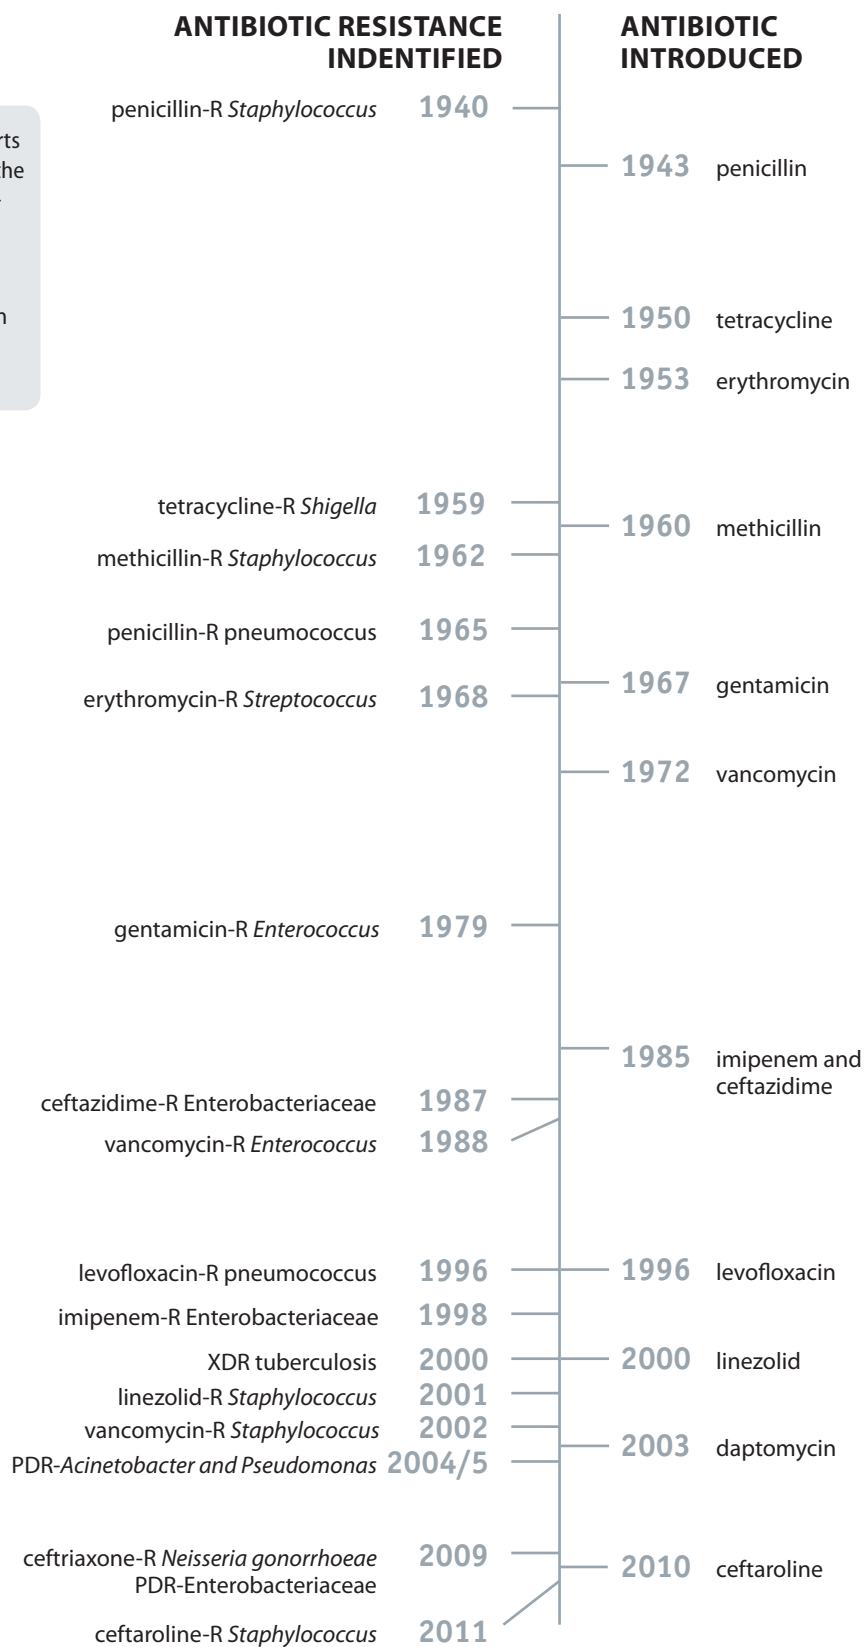 ANTIBIOTIC RESISTANCE
INDENTIFIED
ANTIBIOTIC
INTRODUCED
penicillin-R Staphylococcus 1940
1943 penicillin
the
1950 tetracycline
1953 erythromycin
tetracycline-R Shigella 1959
1960 methicillin
methicillin-R Staphylococcus 1962
penicillin-R pneumococcus 1965
1967 gentamicin
erythromycin-R Streptococcus 1968
1972 vancomycin
gentamicin-R Enterococcus 1979
1985 imipenem and
ceftazidime
ceftazidime-R Enterobacteriaceae 1987
vancomycin-R Enterococcus 1988
levofloxacin-R pneumococcus 1996
1996 levofloxacin
imipenem-R Enterobacteriaceae 1998
XDR tuberculosis 2000
2000 linezolid
linezolid-R Staphylococcus 2001
vancomycin-R Staphylococcus 2002
2003 daptomycin
PDR-Acinetobacter and Pseudomonas 2004/5
ceftriaxone-R Neisseria gonorrhoeae 2009
PDR-Enterobacteriaceae
2010 ceftaroline
ceftaroline-R Staphylococcus 2011